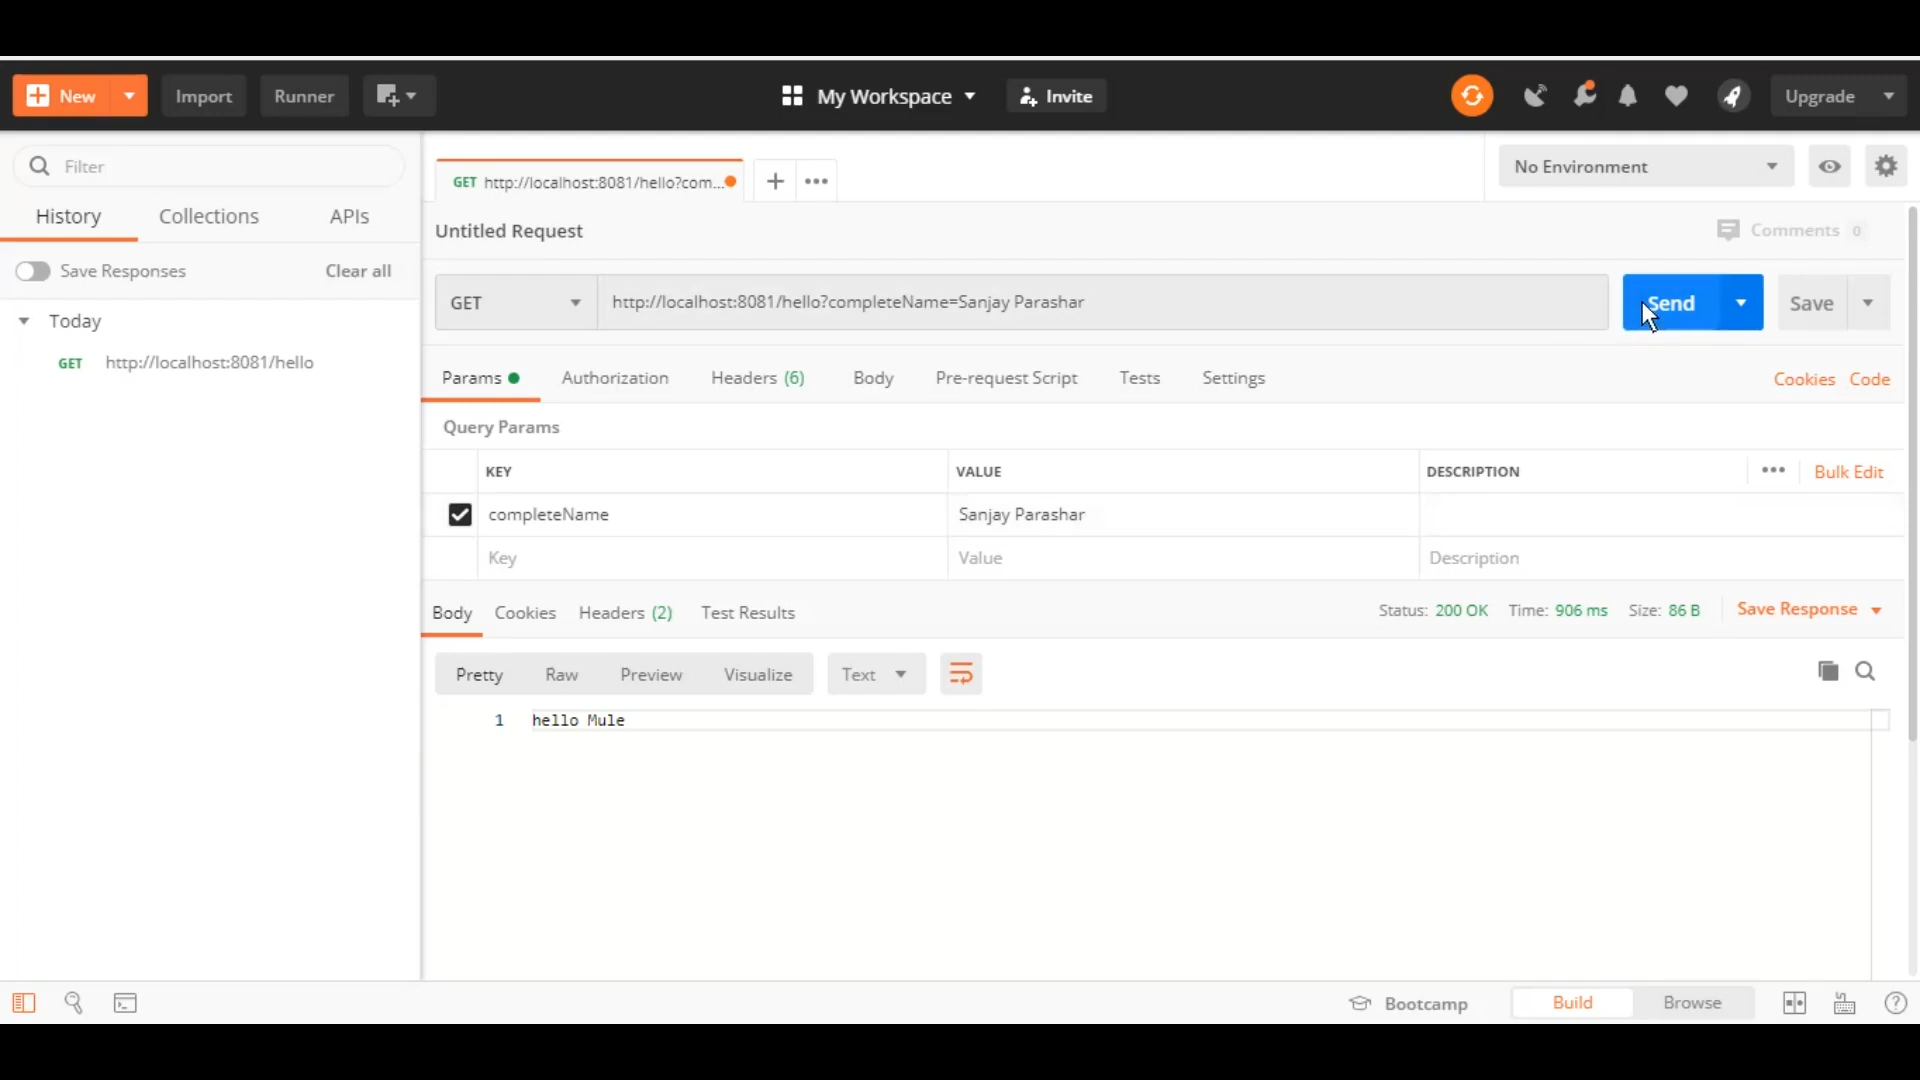 New Import Runner My Workspace Invite Upgrade
Filter
GET http://localhost:8081/hello?com... No Environment
History Collections APIs
Untitled Request Comments 0
Save Responses Clear all
GET http://localhost:8081/hello?completeName=Sanjay Parashar Send Save
Today
GET http://localhost:8081/hello
Params Authorization Headers (6) Body Pre-request Script Tests Settings Cookies Code
Query Params
KEY VALUE DESCRIPTION Bulk Edit
completeName Sanjay Parashar
Key Value Description
Body Cookies Headers (2) Test Results Status: 200 OK Time: 906 ms Size: 86 B Save Response
Pretty Raw Preview Visualize Text
1 hello Mule
Bootcamp Build Browse